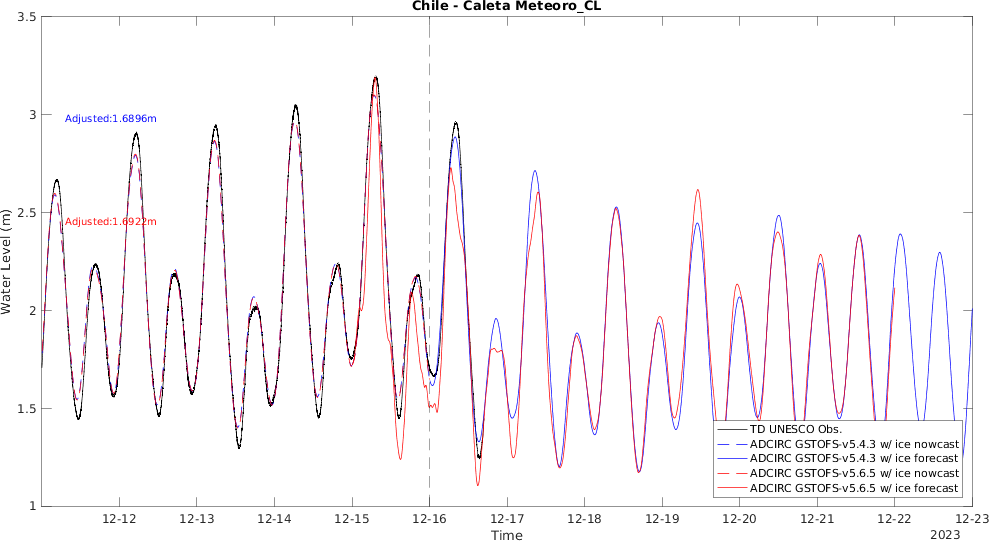 Chile - Caleta Meteoro_CL
3.5
3
2.5
2
1.5
1
Water Level (m)
Adjusted:1.6896m
Adjusted:1.6922m
TD UNESCO Obs.
ADCIRC GSTOFS-v5.4.3 w/ ice nowcast
ADCIRC GSTOFS-v5.4.3 w/ ice forecast
ADCIRC GSTOFS-v5.6.5 w/ ice nowcast
ADCIRC GSTOFS-v5.6.5 w/ ice forecast
12-12 12-13 12-14 12-15 12-16 12-17 12-18 12-19 12-20 12-21 12-22 12-23
Time
2023